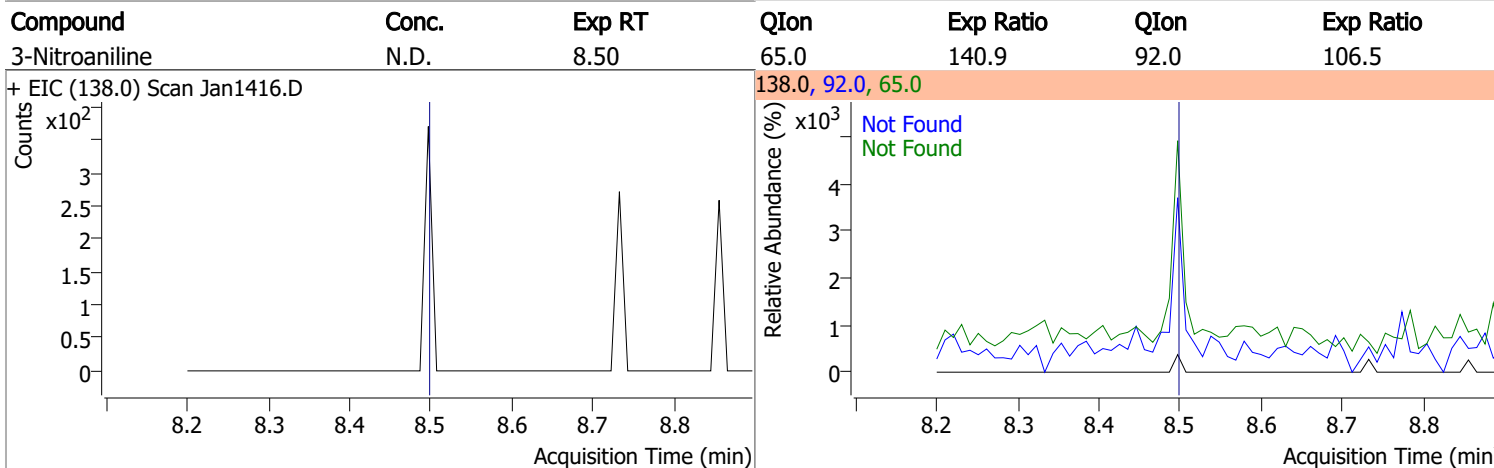 Compound Conc. Exp RT QIon Exp Ratio QIon Exp Ratio
3-Nitroaniline N.D. 8.50 65.0 140.9 92.0 106.5
+ EIC (138.0) Scan Jan1416.D
Counts
x10²
3
2.5
2
1.5
1
0.5
0
8.2 8.3 8.4 8.5 8.6 8.7 8.8
Acquisition Time (min)
138.0, 92.0, 65.0
Relative Abundance (%)
x10³
Not Found
Not Found
4
3
2
1
0
8.2 8.3 8.4 8.5 8.6 8.7 8.8
Acquisition Time (min